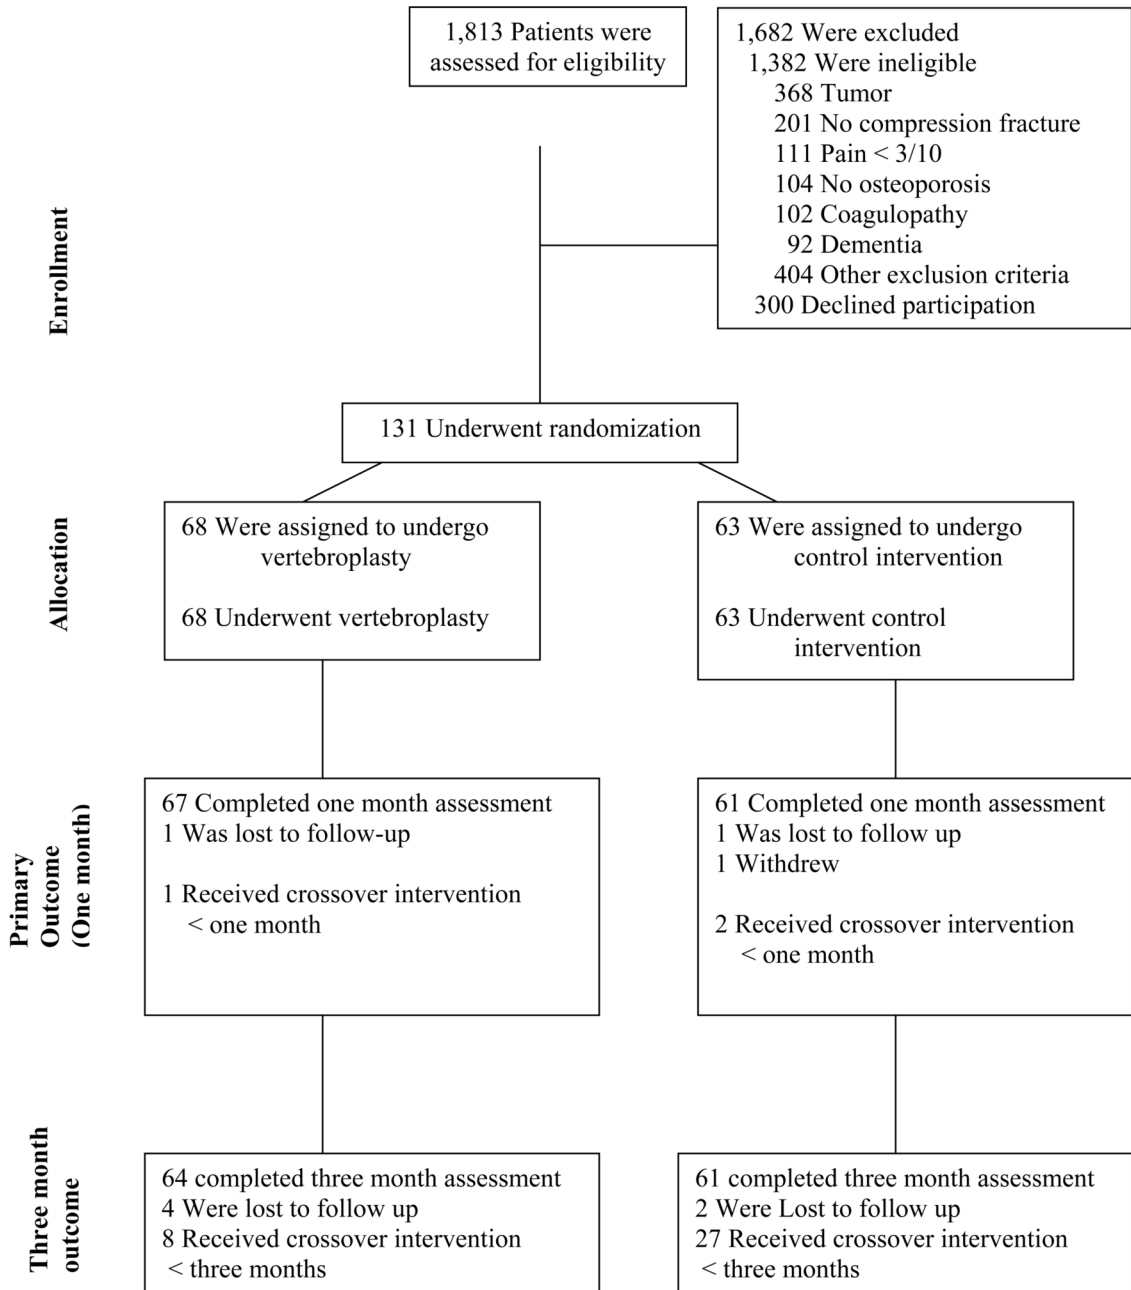 1,813 Patients were
assessed for eligibility
1,682 Were excluded
1,382 Were ineligible
368 Tumor
201 No compression fracture
111 Pain < 3/10
104 No osteoporosis
102 Coagulopathy
92 Dementia
404 Other exclusion criteria
300 Declined participation
Enrollment
131 Underwent randomization
Allocation
68 Were assigned to undergo
vertebroplasty
68 Underwent vertebroplasty
63 Were assigned to undergo
control intervention
63 Underwent control
intervention
Primary
Outcome
(One month)
67 Completed one month assessment
1 Was lost to follow-up
1 Received crossover intervention
< one month
61 Completed one month assessment
1 Was lost to follow up
1 Withdrew
2 Received crossover intervention
< one month
Three month
outcome
64 completed three month assessment
4 Were lost to follow up
8 Received crossover intervention
< three months
61 completed three month assessment
2 Were Lost to follow up
27 Received crossover intervention
< three months